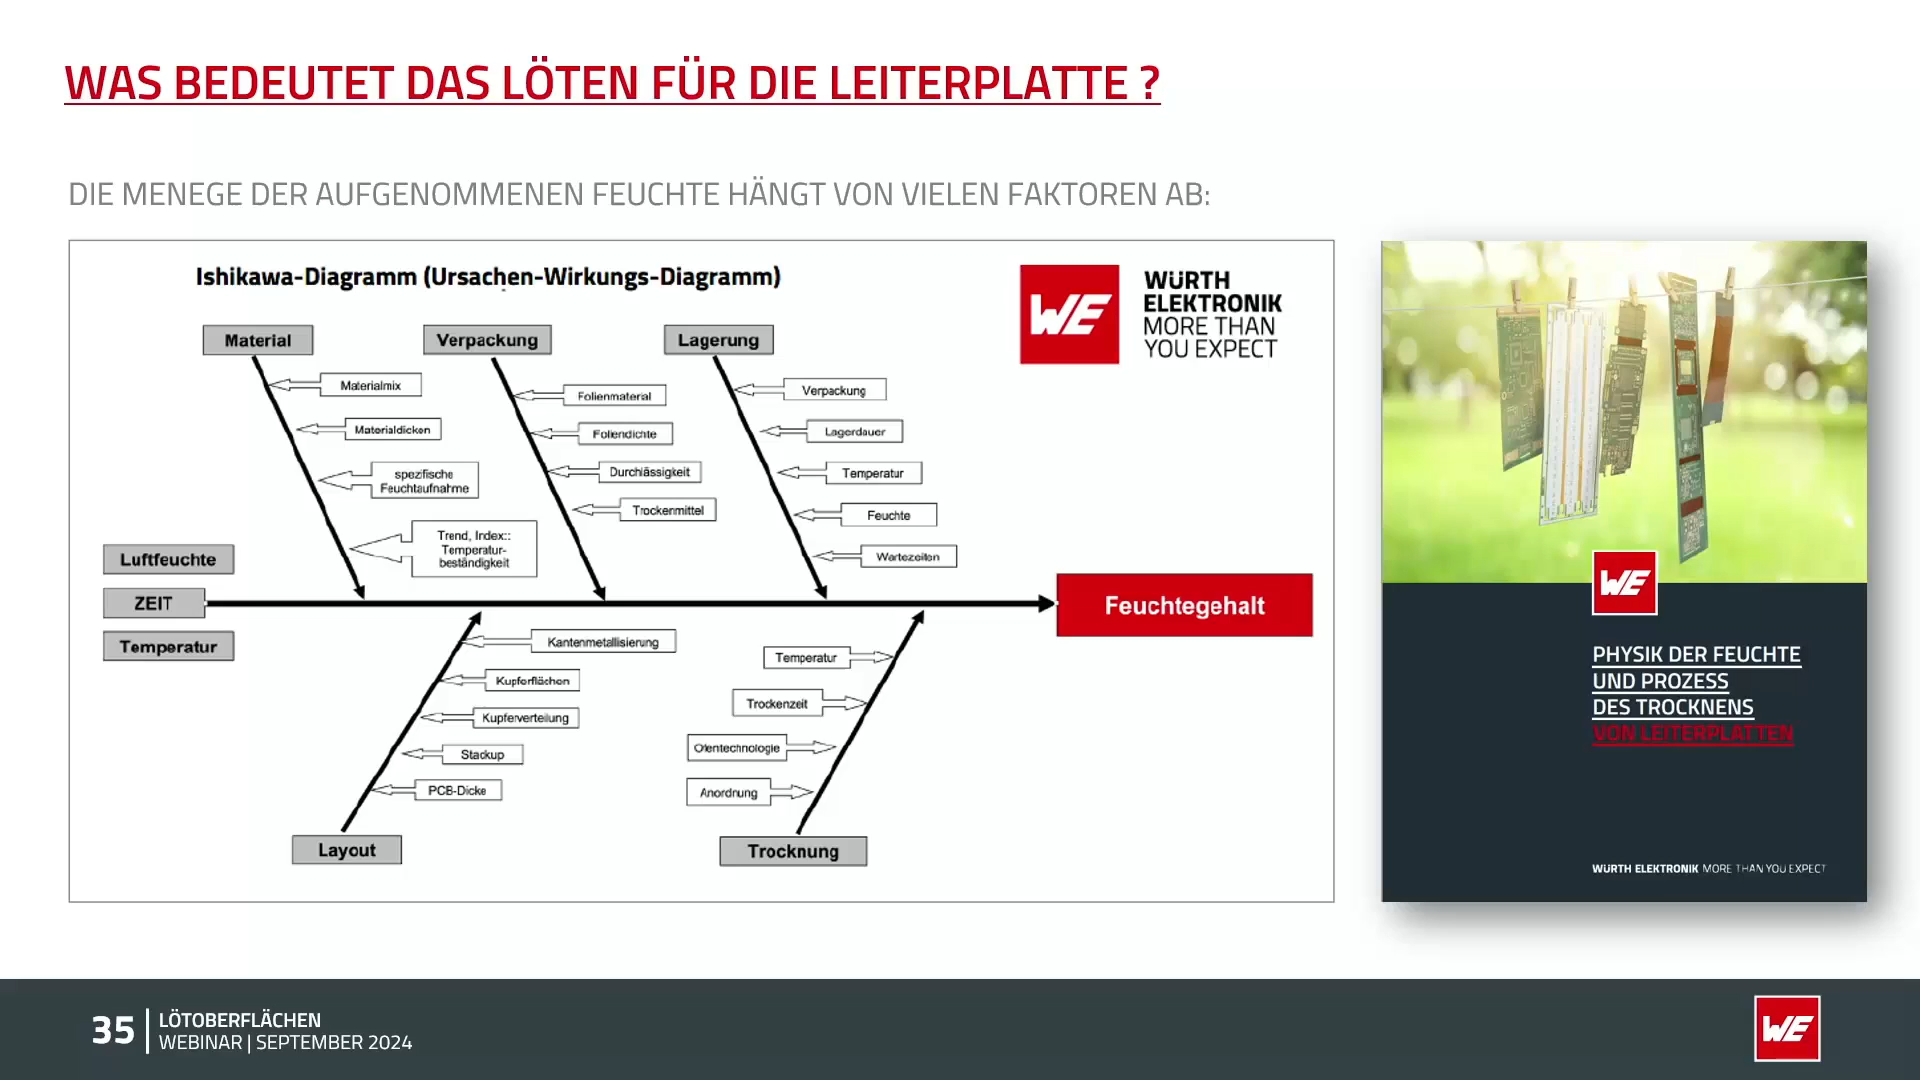 WAS BEDEUTET DAS LÖTEN FÜR DIE LEITERPLATTE ?
DIE MENEGE DER AUFGENOMMENEN FEUCHTE HÄNGT VON VIELEN FAKTOREN AB:
Ishikawa-Diagramm (Ursachen-Wirkungs-Diagramm)
WE
WÜRTH
ELEKTRONIK
MORE THAN
YOU EXPECT
Material
Materialmix
Materialdicken
spezifische
Feuchtaufnahme
Trend, Index::
Temperatur-
beständigkeit
Verpackung
Folienmaterial
Foliendichte
Durchlässigkeit
Trockenmittel
Lagerung
Verpackung
Lagerdauer
Temperatur
Feuchte
Wartezeiten
Luftfeuchte
ZEIT
Temperatur
Feuchtegehalt
Kantenmetallisierung
Kupferflächen
Kupferverteilung
Stackup
PCB-Dicke
Layout
Temperatur
Trockenzeit
Ofentechnologie
Anordnung
Trocknung
WE
PHYSIK DER FEUCHTE
UND PROZESS
DES TROCKNENS
VON LEITERPLATTEN
WÜRTH ELEKTRONIK MORE THAN YOU EXPECT
35
LÖTOBERFLÄCHEN
WEBINAR | SEPTEMBER 2024
WE